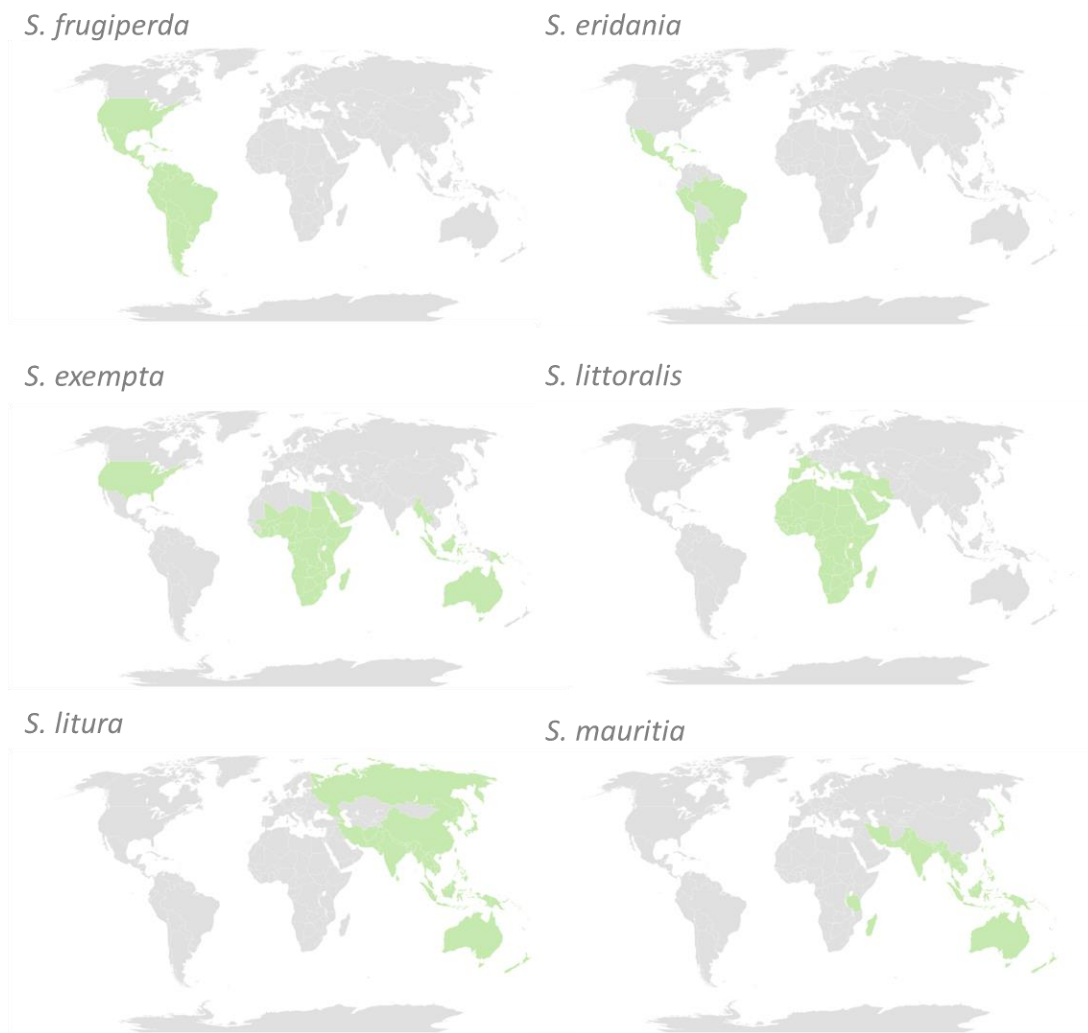 S. frugiperda
S. eridania
S. exempta
S. littoralis
S. litura
S. mauritia